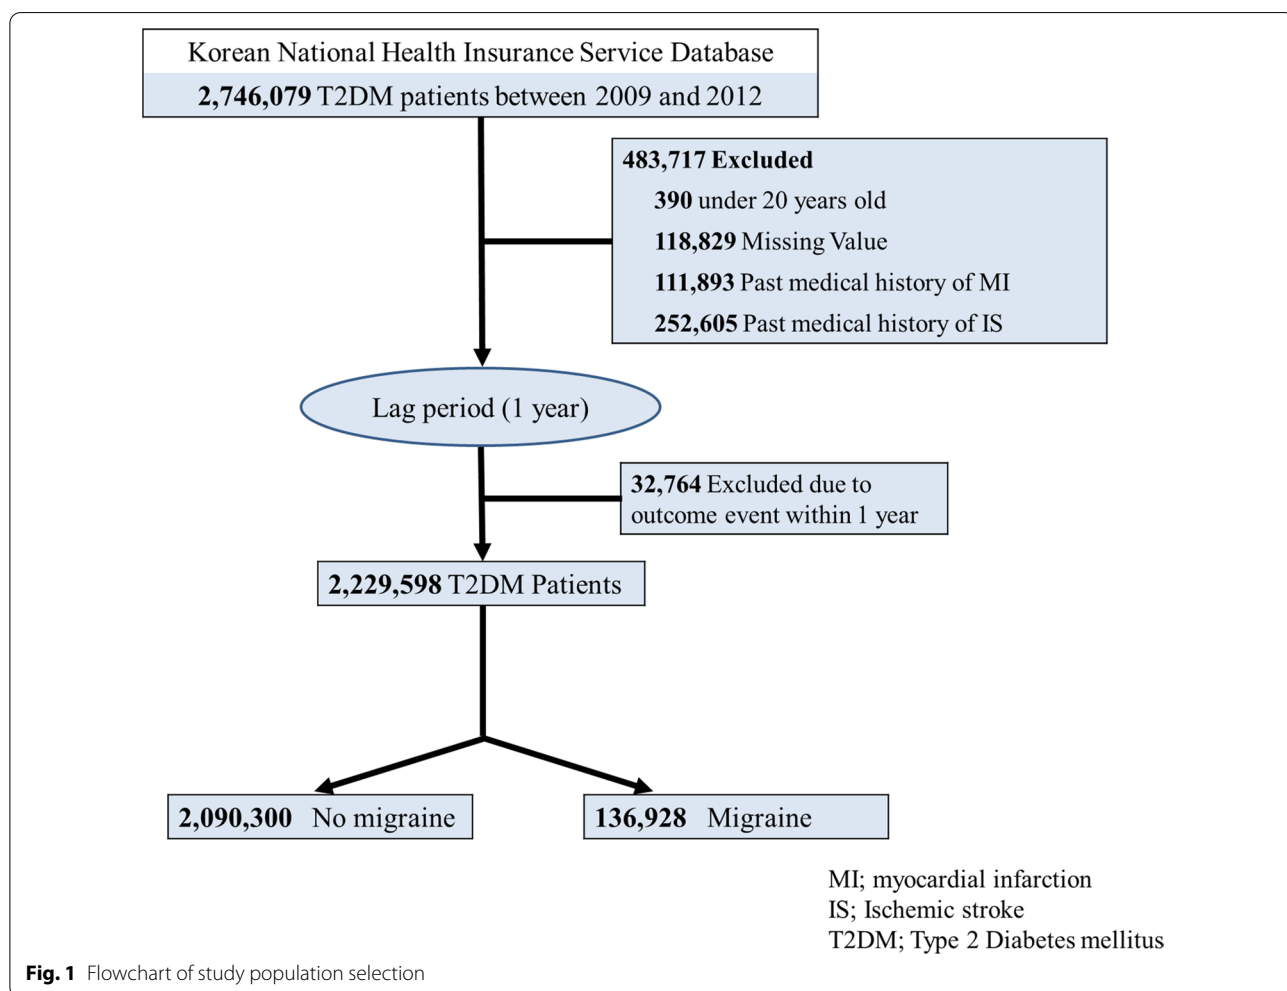 Korean National Health Insurance Service Database
2,746,079 T2DM patients between 2009 and 2012
483,717 Excluded
390 under 20 years old
118,829 Missing Value
111,893 Past medical history of MI
252,605 Past medical history of IS
Lag period (1 year)
32,764 Excluded due to
outcome event within 1 year
2,229,598 T2DM Patients
2,090,300 No migraine
136,928 Migraine
MI; myocardial infarction
IS; Ischemic stroke
T2DM; Type 2 Diabetes mellitus
Fig. 1 Flowchart of study population selection